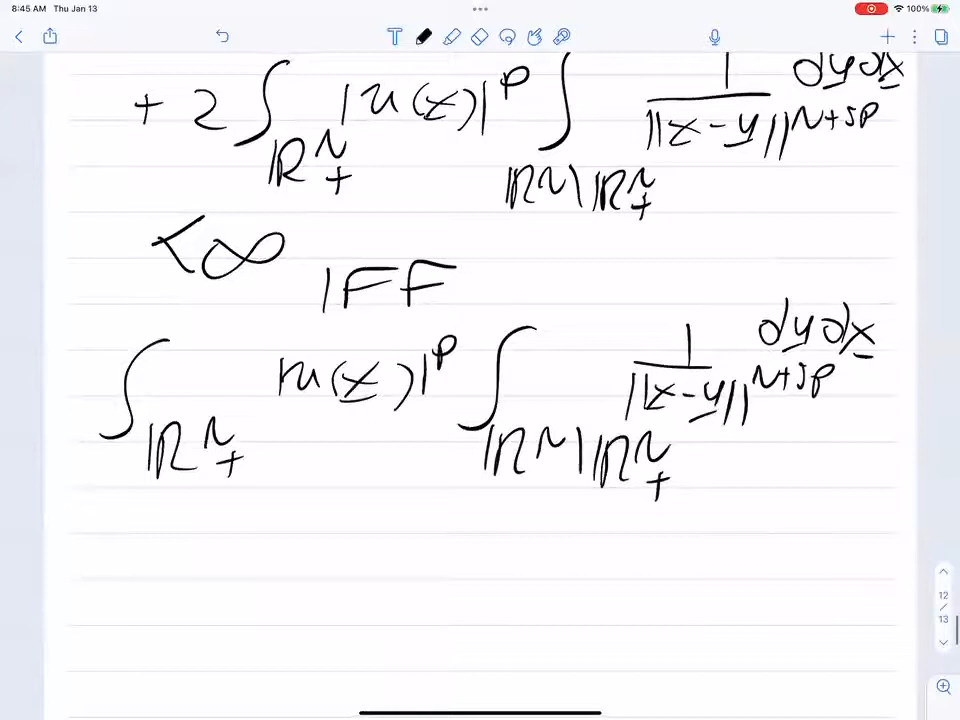 8:45 AM Thu Jan 13
100%
+ 2 ∫_{ℝ^N_+} |u(x)|^p ∫_{ℝ^N \ ℝ^N_+} 1/||x-y||^{N+sp} dy dx
< ∞
IFF
∫_{ℝ^N_+} |u(x)|^p ∫_{ℝ^N \ ℝ^N_+} 1/||x-y||^{N+sp} dy dx
12
/
13